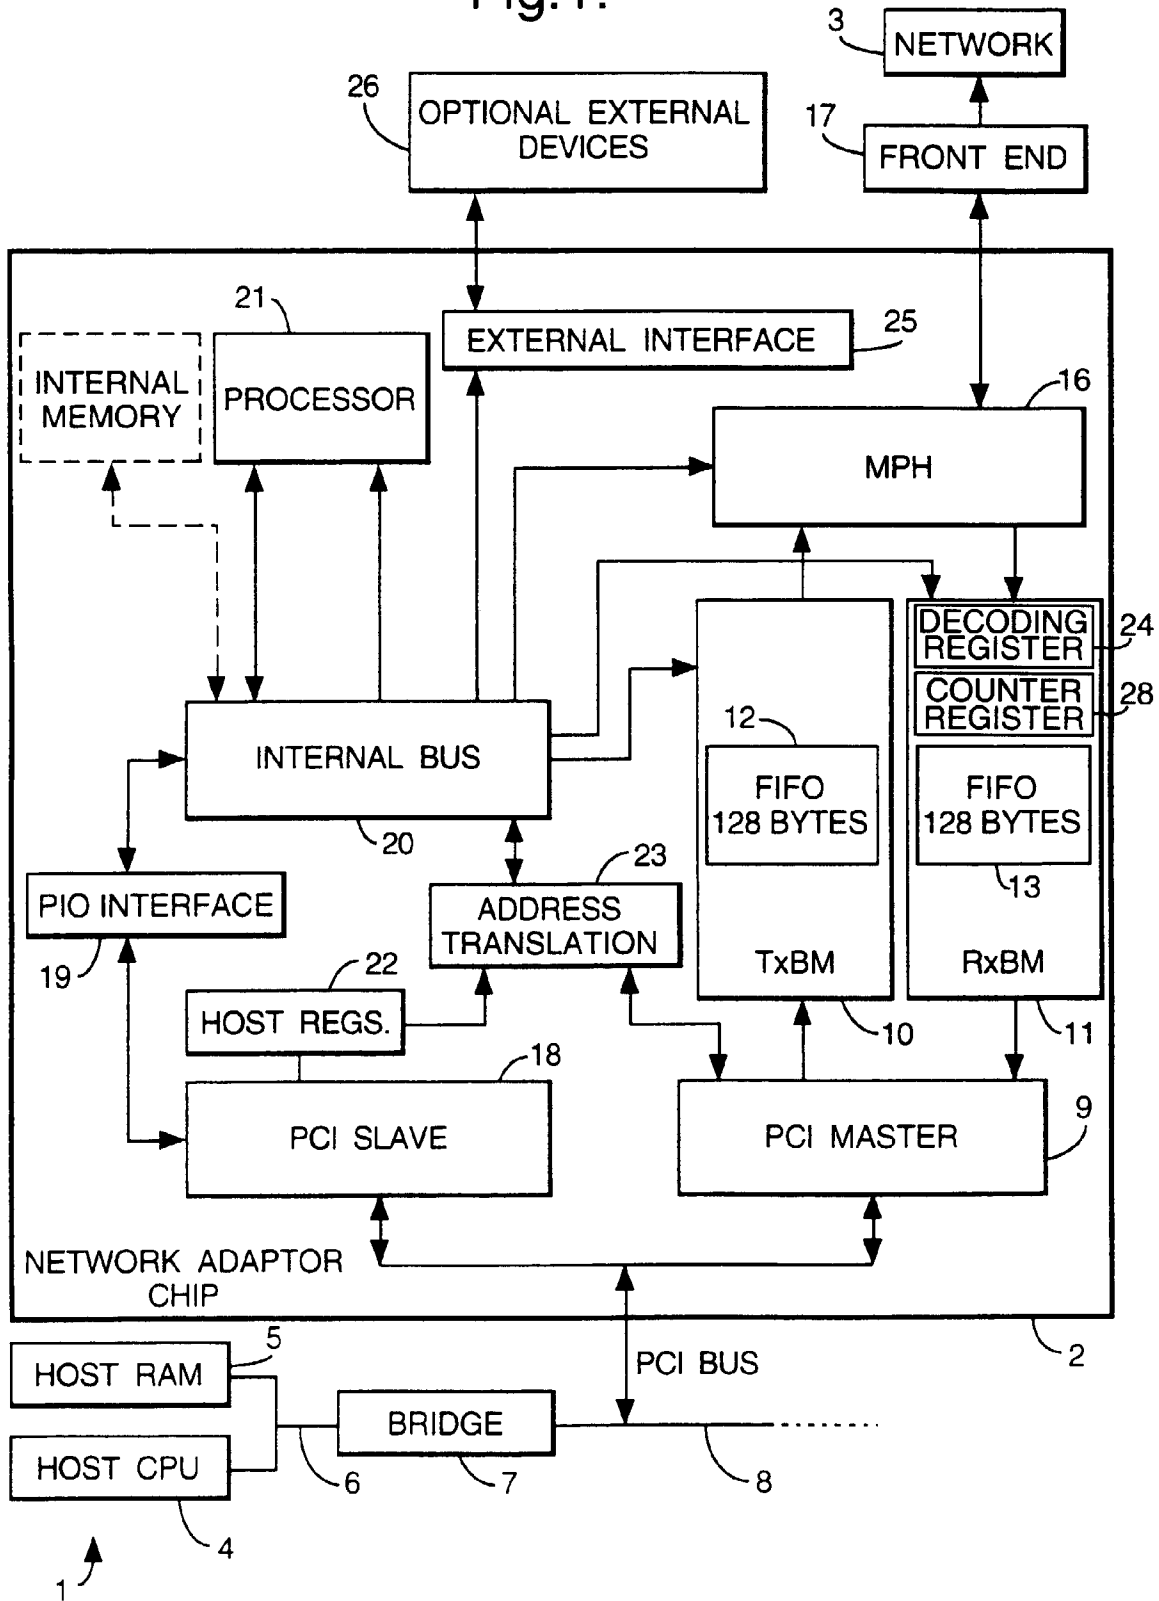 Fig.1.
3
NETWORK
26
OPTIONAL EXTERNAL
DEVICES
17
FRONT END
21
EXTERNAL INTERFACE
25
INTERNAL
MEMORY
PROCESSOR
16
MPH
DECODING
REGISTER
24
COUNTER
REGISTER
28
12
INTERNAL BUS
FIFO
128 BYTES
FIFO
128 BYTES
20
23
13
PIO INTERFACE
ADDRESS
TRANSLATION
19
22
TxBM
RxBM
HOST REGS.
10
11
18
PCI SLAVE
PCI MASTER
9
NETWORK ADAPTOR
CHIP
2
5
HOST RAM
PCI BUS
BRIDGE
HOST CPU
6
7
8
4
1